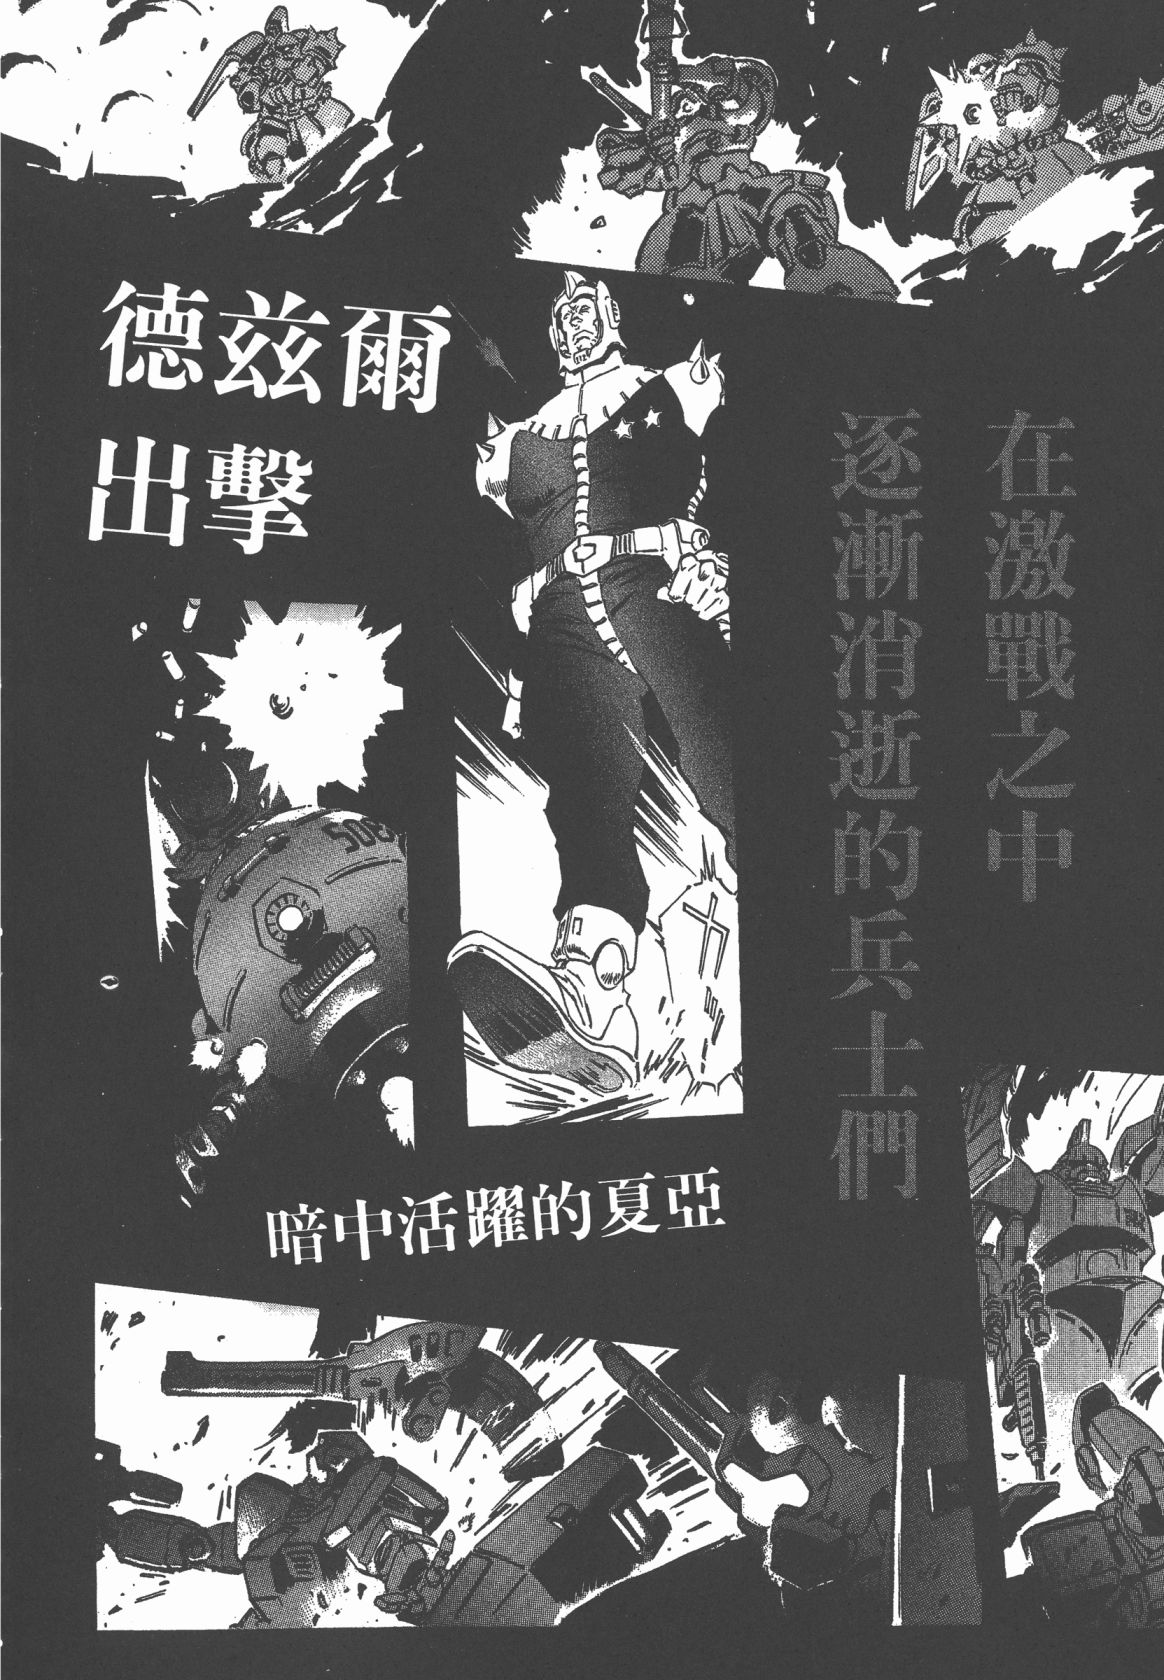 在激戰之中
逐漸消逝的兵士們
德茲爾
出擊
暗中活躍的夏亞